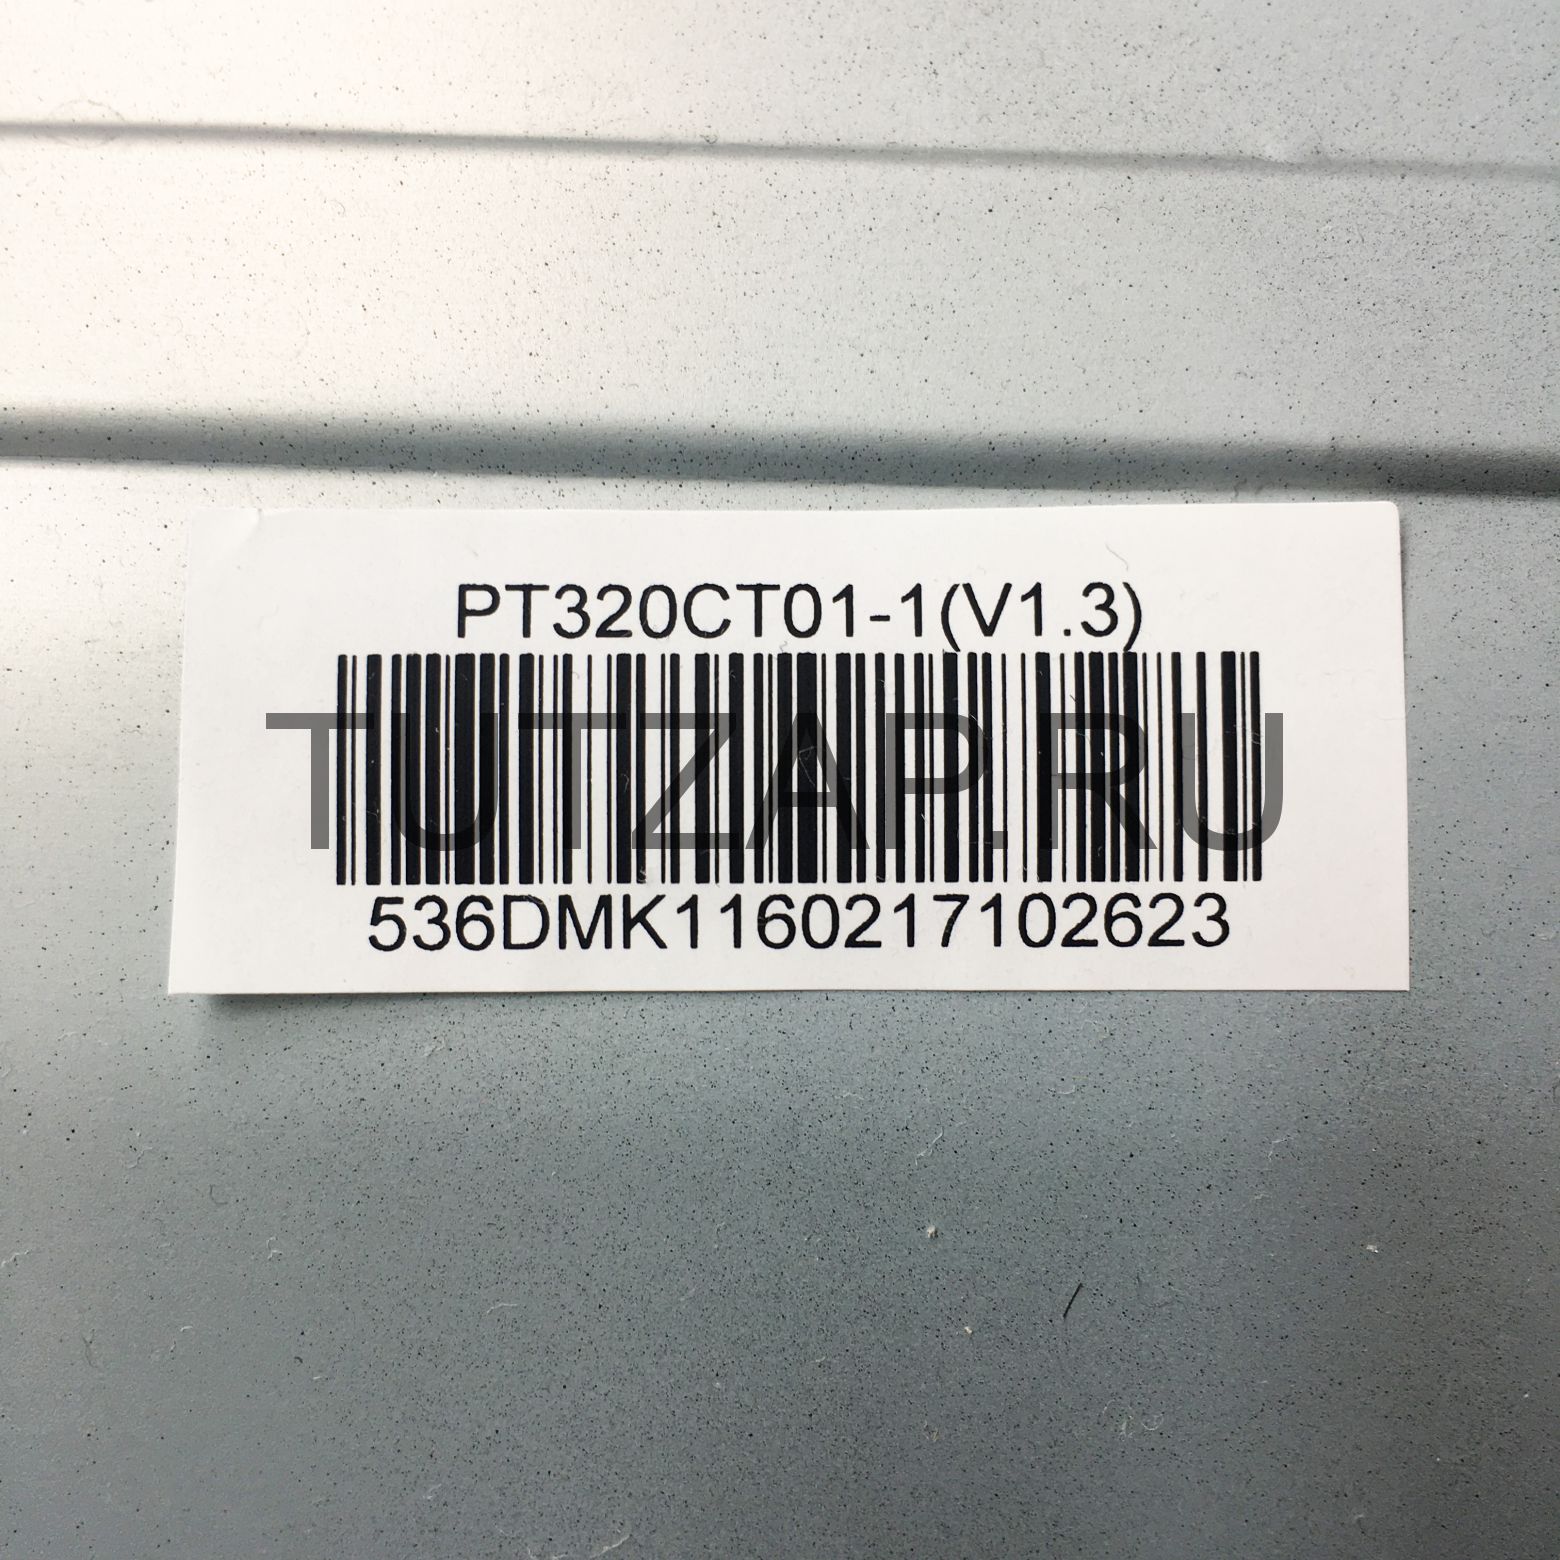 PT320CT01-1(V1.3)
TUTZAP.RU
536DMK1160217102623